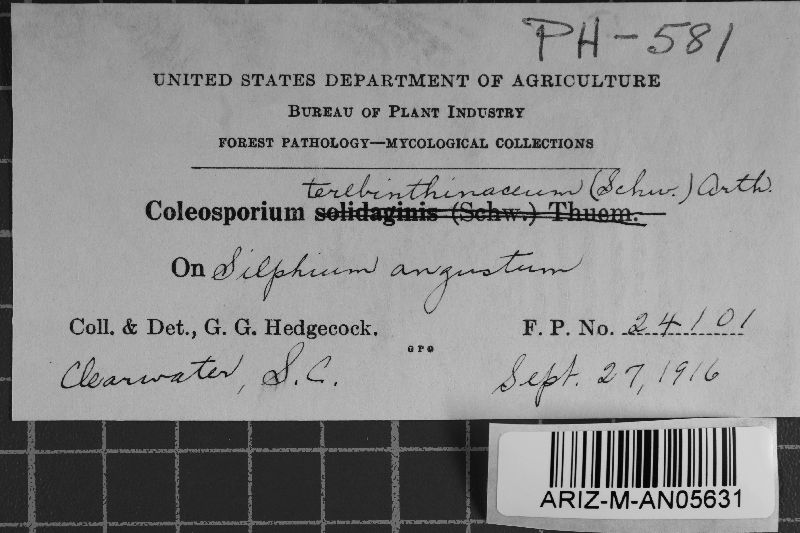 PH-581
UNITED STATES DEPARTMENT OF AGRICULTURE
BUREAU OF PLANT INDUSTRY
FOREST PATHOLOGY—MYCOLOGICAL COLLECTIONS
terebinthinaceum (Schw.) Arth.
Coleosporium solidaginis (Schw.) Thuem.
On Silphium angustum
Coll. & Det., G. G. Hedgecock. F. P. No. 24101
GPO
Clearwater, S.C. Sept. 27, 1916
ARIZ-M-AN05631